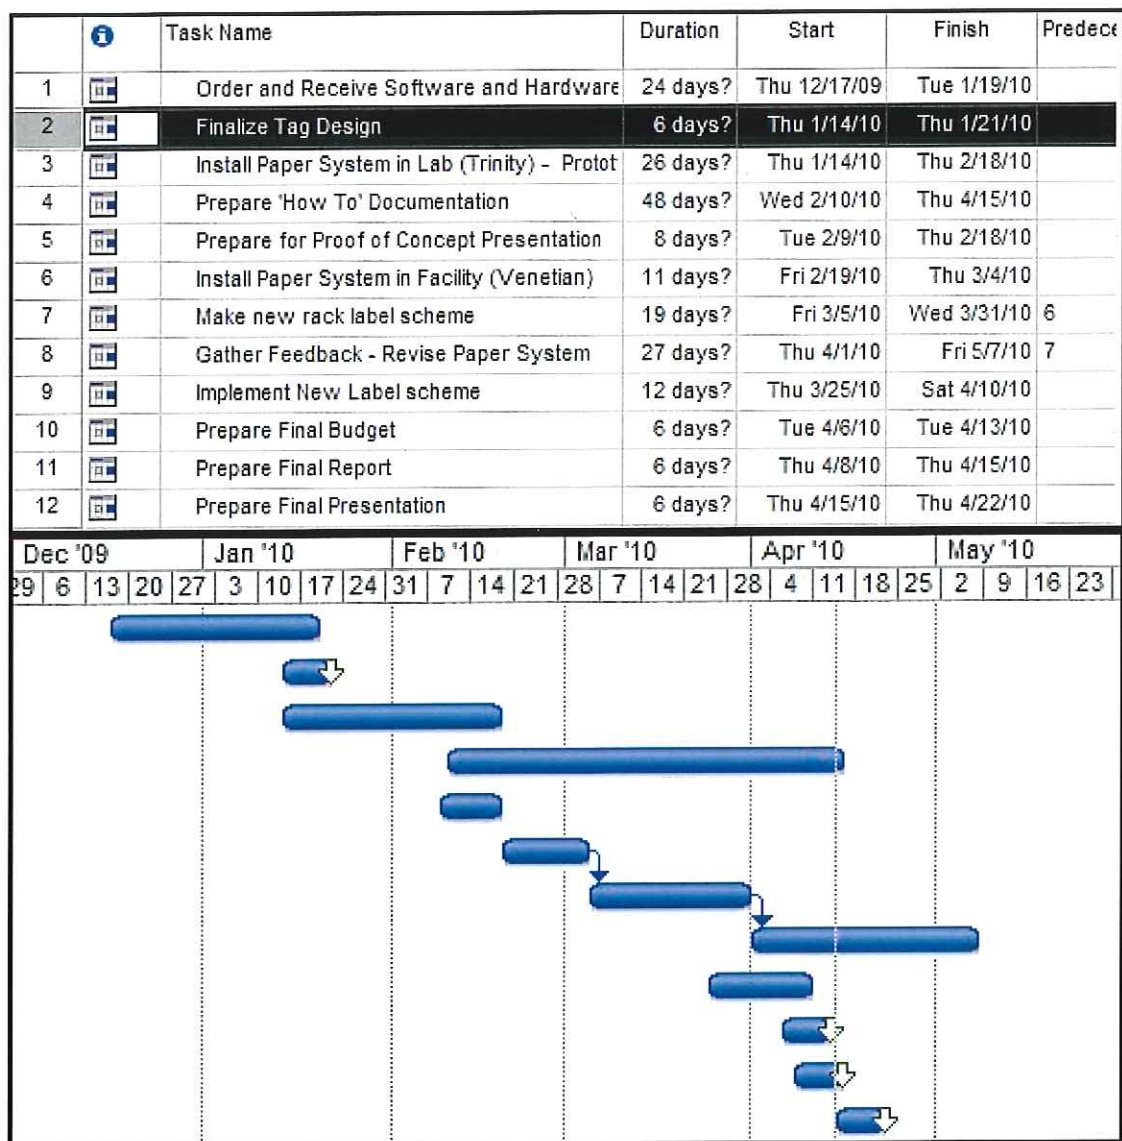 Task Name Duration Start Finish Predece
1 Order and Receive Software and Hardware 24 days? Thu 12/17/09 Tue 1/19/10
2 Finalize Tag Design 6 days? Thu 1/14/10 Thu 1/21/10
3 Install Paper System in Lab (Trinity) - Protot 26 days? Thu 1/14/10 Thu 2/18/10
4 Prepare 'How To' Documentation 48 days? Wed 2/10/10 Thu 4/15/10
5 Prepare for Proof of Concept Presentation 8 days? Tue 2/9/10 Thu 2/18/10
6 Install Paper System in Facility (Venetian) 11 days? Fri 2/19/10 Thu 3/4/10
7 Make new rack label scheme 19 days? Fri 3/5/10 Wed 3/31/10 6
8 Gather Feedback - Revise Paper System 27 days? Thu 4/1/10 Fri 5/7/10 7
9 Implement New Label scheme 12 days? Thu 3/25/10 Sat 4/10/10
10 Prepare Final Budget 6 days? Tue 4/6/10 Tue 4/13/10
11 Prepare Final Report 6 days? Thu 4/8/10 Thu 4/15/10
12 Prepare Final Presentation 6 days? Thu 4/15/10 Thu 4/22/10
Dec '09 Jan '10 Feb '10 Mar '10 Apr '10 May '10
29 6 13 20 27 3 10 17 24 31 7 14 21 28 7 14 21 28 4 11 18 25 2 9 16 23